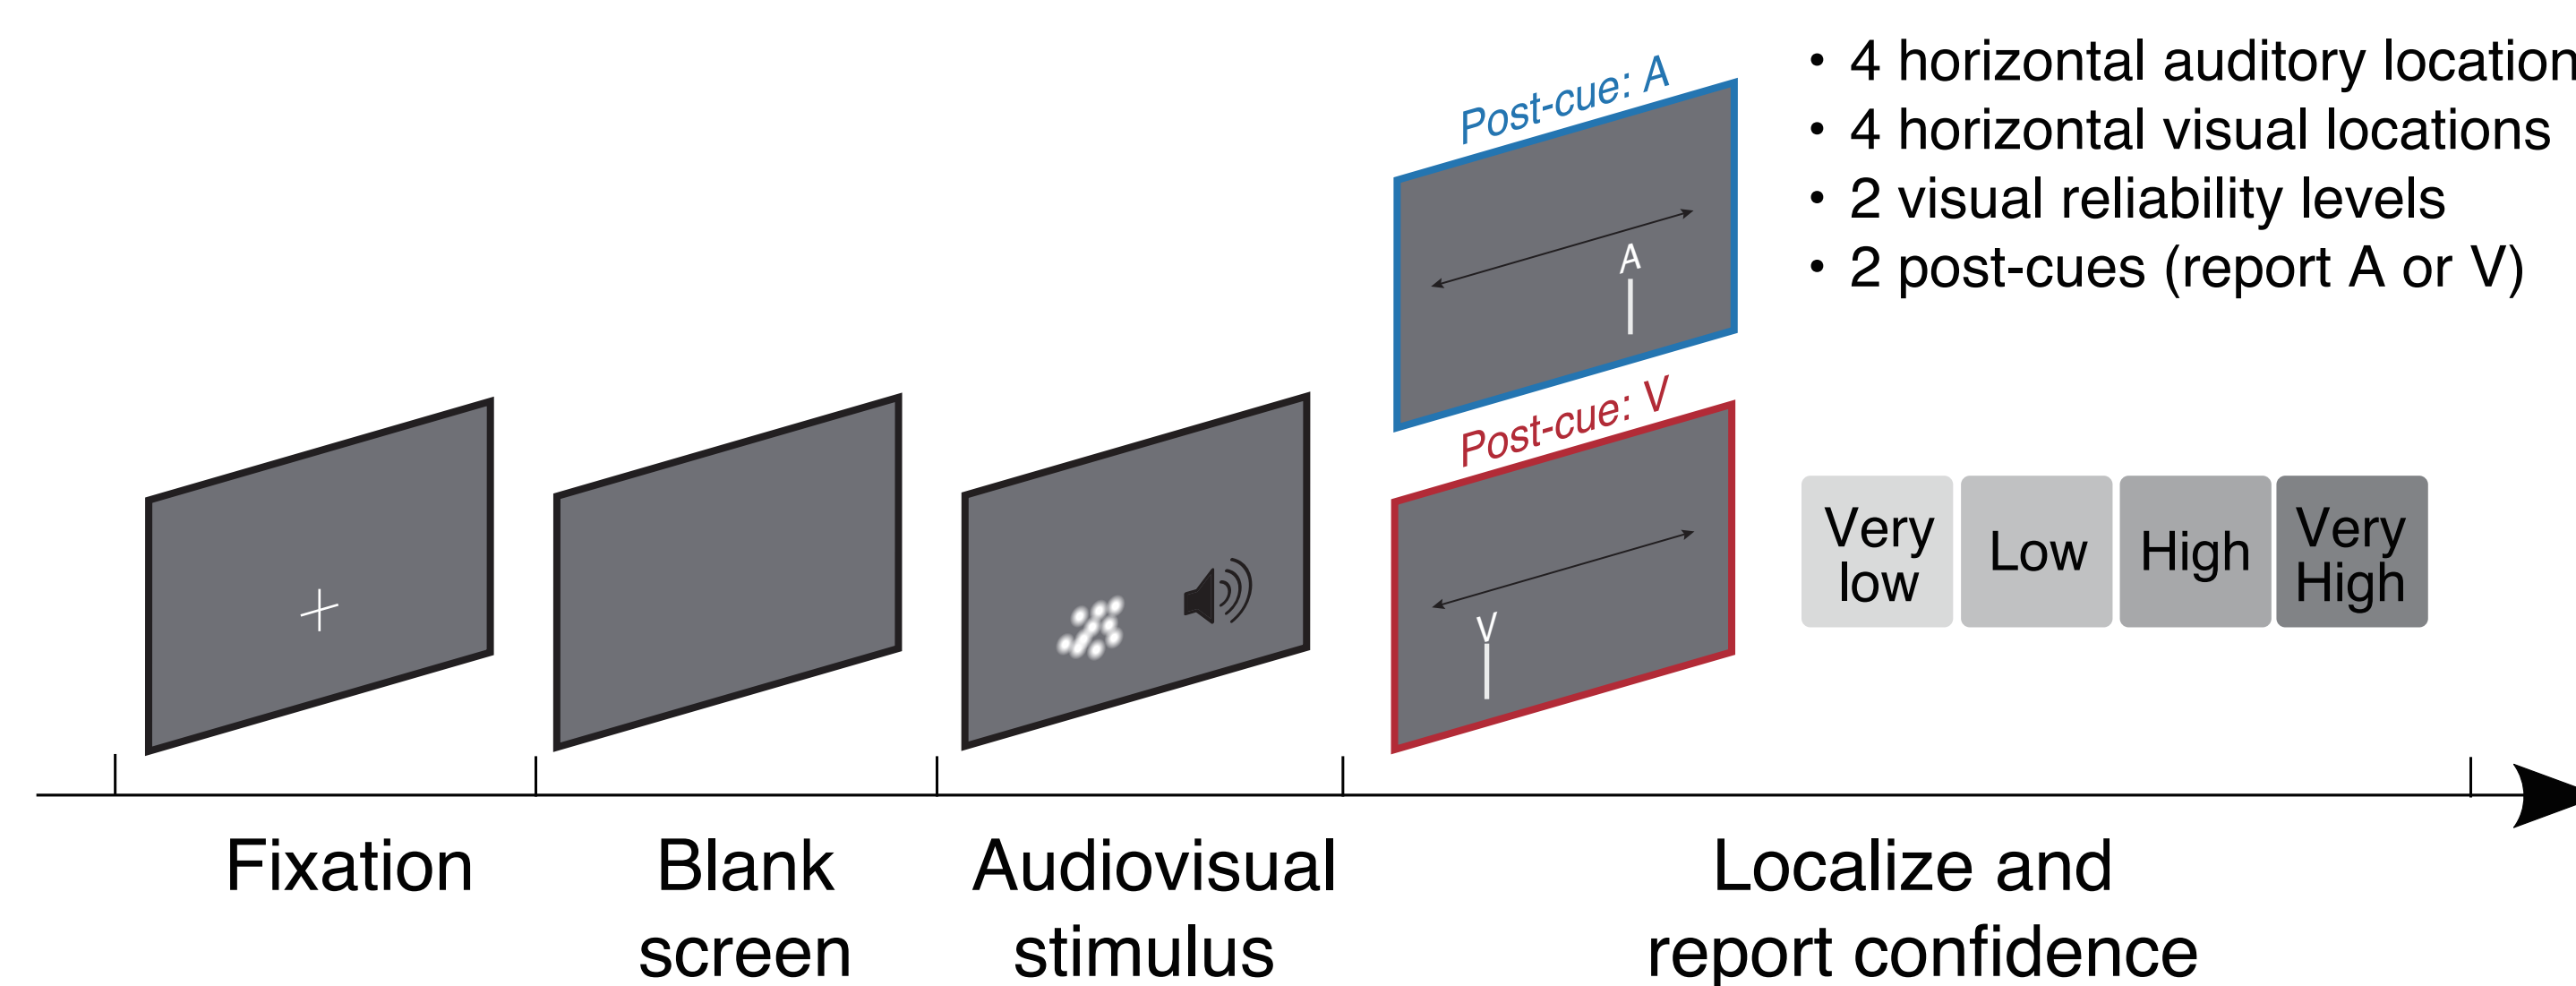 • 4 horizontal auditory location
• 4 horizontal visual locations
• 2 visual reliability levels
• 2 post-cues (report A or V)
Post-cue: A
A
Post-cue: V
V
Very
low
Low
High
Very
High
Fixation
Blank
screen
Audiovisual
stimulus
Localize and
report confidence